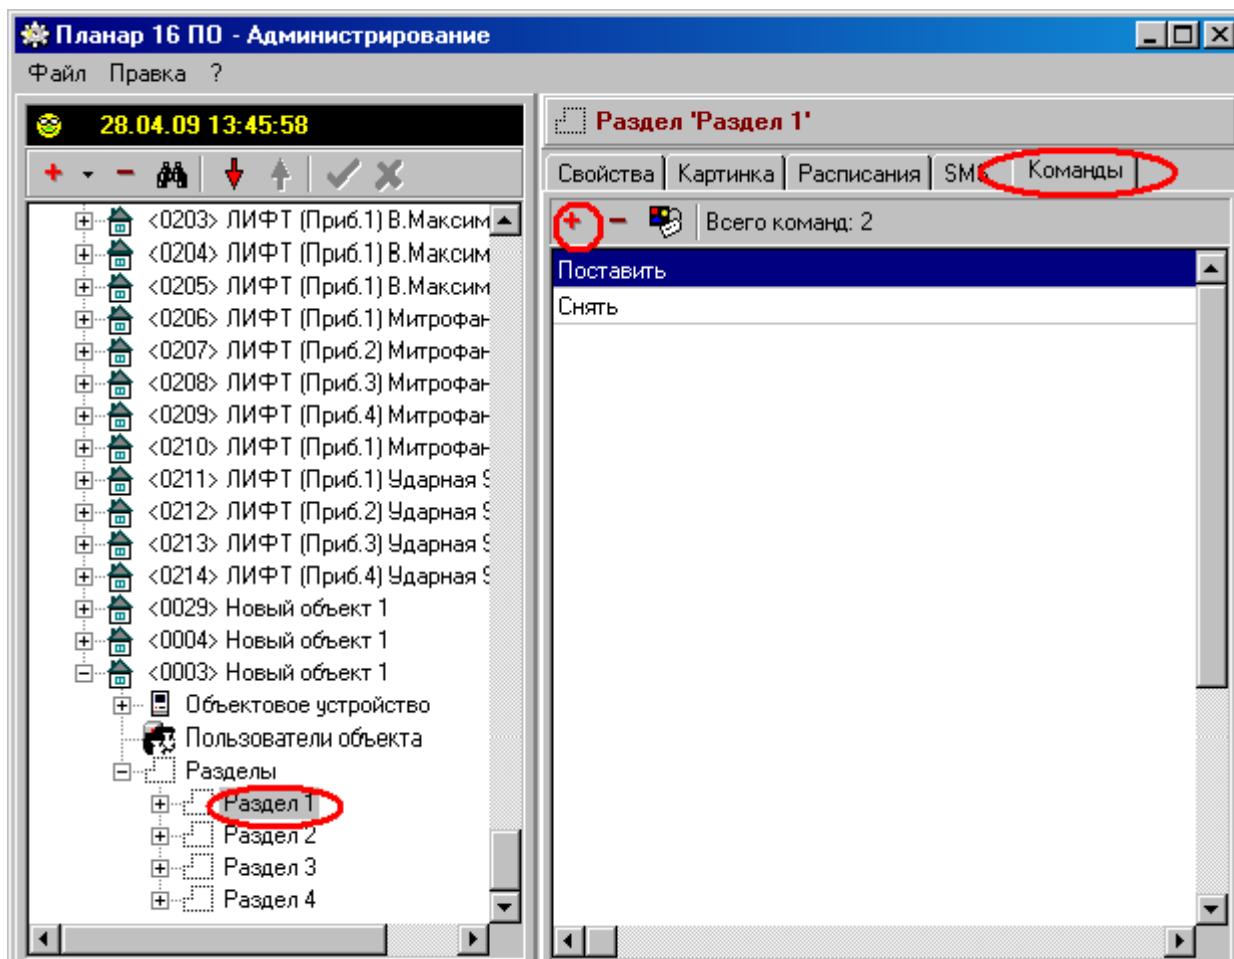 Планар 16 ПО - Администрирование
Файл Правка ?
28.04.09 13:45:58
<0203> ЛИФТ (Приб.1) В.Максим
<0204> ЛИФТ (Приб.1) В.Максим
<0205> ЛИФТ (Приб.1) В.Максим
<0206> ЛИФТ (Приб.1) Митрофан
<0207> ЛИФТ (Приб.2) Митрофан
<0208> ЛИФТ (Приб.3) Митрофан
<0209> ЛИФТ (Приб.4) Митрофан
<0210> ЛИФТ (Приб.1) Митрофан
<0211> ЛИФТ (Приб.1) Ударная
<0212> ЛИФТ (Приб.2) Ударная
<0213> ЛИФТ (Приб.3) Ударная
<0214> ЛИФТ (Приб.4) Ударная
<0029> Новый объект 1
<0004> Новый объект 1
<0003> Новый объект 1
Объектовое устройство
Пользователи объекта
Разделы
Раздел 1
Раздел 2
Раздел 3
Раздел 4
Раздел 'Раздел 1'
Свойства Картинка Расписания SMS Команды
Всего команд: 2
Поставить
Снять